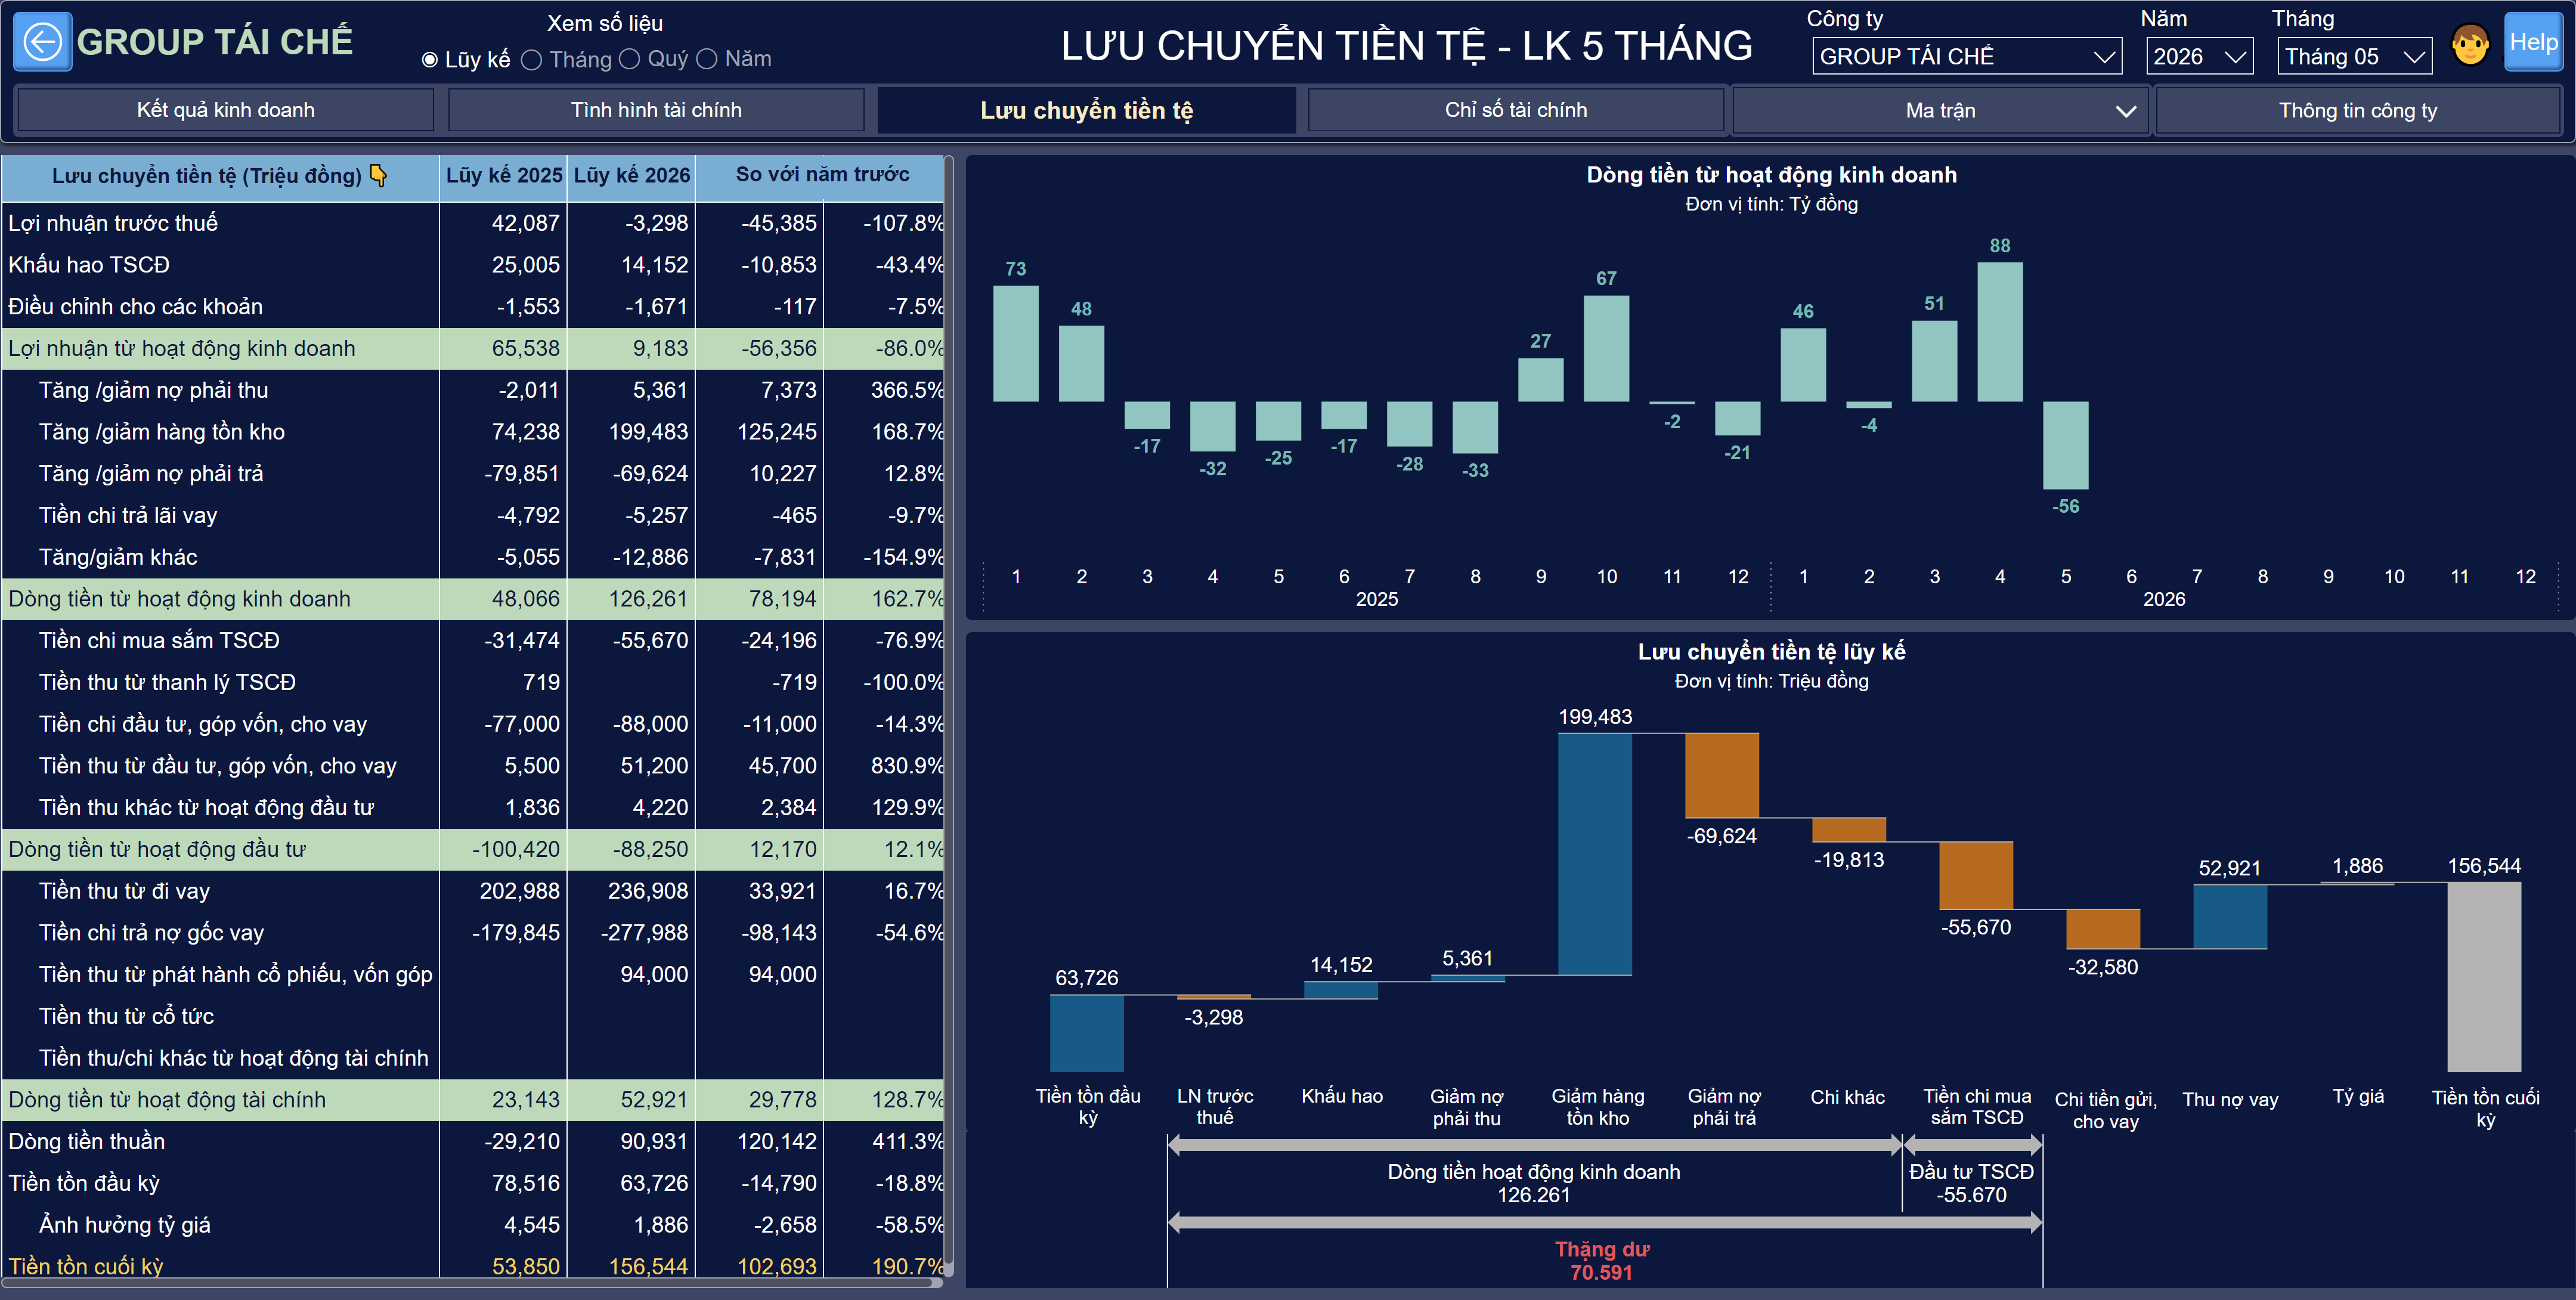 GROUP TÁI CHẾ
Xem số liệu
Lũy kế Tháng Quý Năm
LƯU CHUYỂN TIỀN TỆ - LK 5 THÁNG
Công ty Năm Tháng
GROUP TÁI CHẾ 2026 Tháng 05 Help
Kết quả kinh doanh Tình hình tài chính Lưu chuyển tiền tệ Chỉ số tài chính Ma trận Thông tin công ty
Lưu chuyển tiền tệ (Triệu đồng) Lũy kế 2025 Lũy kế 2026 So với năm trước
Lợi nhuận trước thuế 42,087 -3,298 -45,385 -107.8%
Khấu hao TSCĐ 25,005 14,152 -10,853 -43.4%
Điều chỉnh cho các khoản -1,553 -1,671 -117 -7.5%
Lợi nhuận từ hoạt động kinh doanh 65,538 9,183 -56,356 -86.0%
Tăng /giảm nợ phải thu -2,011 5,361 7,373 366.5%
Tăng /giảm hàng tồn kho 74,238 199,483 125,245 168.7%
Tăng /giảm nợ phải trả -79,851 -69,624 10,227 12.8%
Tiền chi trả lãi vay -4,792 -5,257 -465 -9.7%
Tăng/giảm khác -5,055 -12,886 -7,831 -154.9%
Dòng tiền từ hoạt động kinh doanh 48,066 126,261 78,194 162.7%
Tiền chi mua sắm TSCĐ -31,474 -55,670 -24,196 -76.9%
Tiền thu từ thanh lý TSCĐ 719 -719 -100.0%
Tiền chi đầu tư, góp vốn, cho vay -77,000 -88,000 -11,000 -14.3%
Tiền thu từ đầu tư, góp vốn, cho vay 5,500 51,200 45,700 830.9%
Tiền thu khác từ hoạt động đầu tư 1,836 4,220 2,384 129.9%
Dòng tiền từ hoạt động đầu tư -100,420 -88,250 12,170 12.1%
Tiền thu từ đi vay 202,988 236,908 33,921 16.7%
Tiền chi trả nợ gốc vay -179,845 -277,988 -98,143 -54.6%
Tiền thu từ phát hành cổ phiếu, vốn góp 94,000 94,000
Tiền thu từ cổ tức
Tiền thu/chi khác từ hoạt động tài chính
Dòng tiền từ hoạt động tài chính 23,143 52,921 29,778 128.7%
Dòng tiền thuần -29,210 90,931 120,142 411.3%
Tiền tồn đầu kỳ 78,516 63,726 -14,790 -18.8%
Ảnh hưởng tỷ giá 4,545 1,886 -2,658 -58.5%
Tiền tồn cuối kỳ 53,850 156,544 102,693 190.7%
Dòng tiền từ hoạt động kinh doanh
Đơn vị tính: Tỷ đồng
73 48 -17 -32 -25 -17 -28 -33 27 67 -2 -21 46 -4 51 88 -56
1 2 3 4 5 6 7 8 9 10 11 12 1 2 3 4 5 6 7 8 9 10 11 12
2025 2026
Lưu chuyển tiền tệ lũy kế
Đơn vị tính: Triệu đồng
63,726 -3,298 14,152 5,361 199,483 -69,624 -19,813 -55,670 -32,580 52,921 1,886 156,544
Tiền tồn đầu LN trước Khấu hao Giảm nợ Giảm hàng Giảm nợ Chi khác Tiền chi mua Chi tiền gửi, Thu nợ vay Tỷ giá Tiền tồn cuối
kỳ thuế phải thu tồn kho phải trả sắm TSCĐ cho vay kỳ
Dòng tiền hoạt động kinh doanh Đầu tư TSCĐ
126.261 -55.670
Thặng dư
70.591